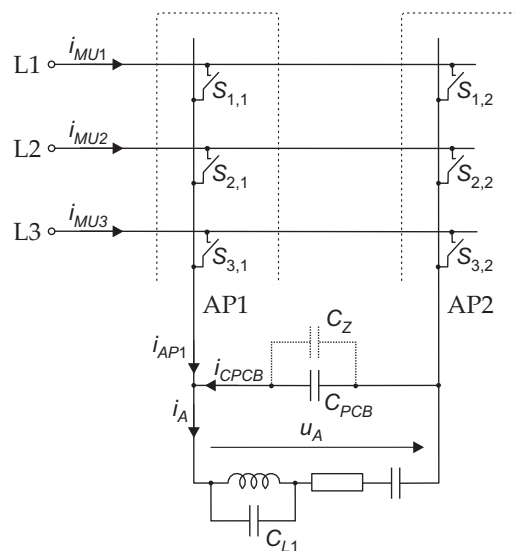 L1 i_MU1
S_1,1 S_1,2
L2 i_MU2
S_2,1 S_2,2
L3 i_MU3
S_3,1 S_3,2
AP1 AP2
C_Z
i_AP1
i_CPCB
C_PCB
i_A
u_A
C_L1